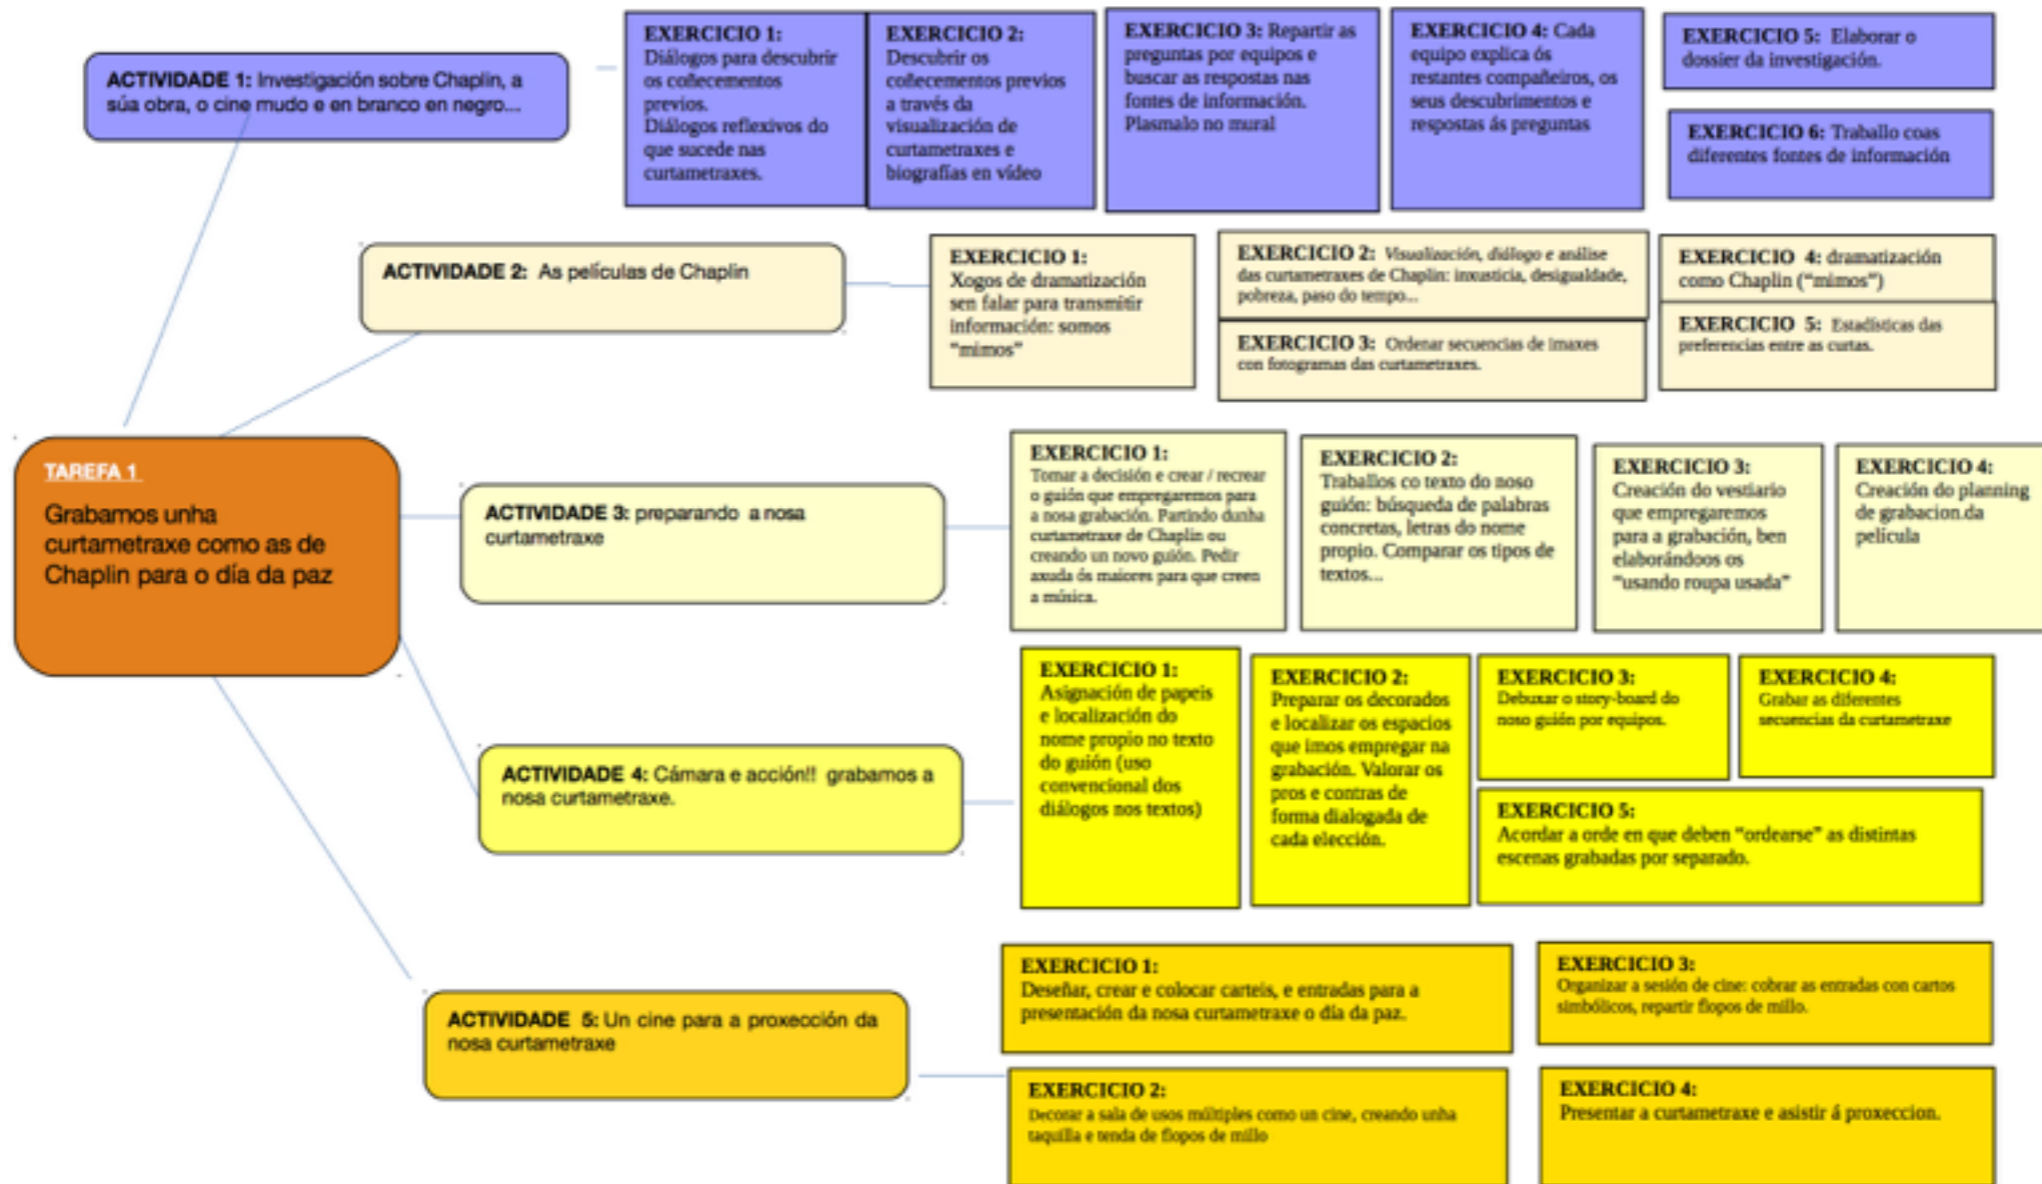 ACTIVIDADE 1: Investigación sobre Chaplin, a
súa obra, o cine mudo e en branco en negro...
EXERCICIO 1:
Diálogos para descubrir
os coñecementos
previos.
Diálogos reflexivos do
que sucede nas
curtametraxes.
EXERCICIO 2:
Descubrir os
coñecementos previos
a través da
visualización de
curtametraxes e
biografías en vídeo
EXERCICIO 3: Repartir as
preguntas por equipos e
buscar as respostas nas
fontes de información.
Plasmalo no mural
EXERCICIO 4: Cada
equipo explica ós
restantes compañeiros, os
seus descubrimentos e
respostas ás preguntas
EXERCICIO 5: Elaborar o
dossier da investigación.
EXERCICIO 6: Traballo coas
diferentes fontes de información
ACTIVIDADE 2: As películas de Chaplin
EXERCICIO 1:
Xogos de dramatización
sen falar para transmitir
información: somos
“mimos”
EXERCICIO 2: Visualización, diálogo e análise
das curtametraxes de Chaplin: inxusticia, desigualdade,
pobreza, paso do tempo...
EXERCICIO 3: Ordenar secuencias de imaxes
con fotogramas das curtametraxes.
EXERCICIO 4: dramatización
como Chaplin (“mimos”)
EXERCICIO 5: Estadísticas das
preferencias entre as curtas.
TAREFA 1
Grabamos unha
curtametraxe como as de
Chaplin para o día da paz
ACTIVIDADE 3: preparando a nosa
curtametraxe
EXERCICIO 1:
Tomar a decisión e crear / recrear
o guión que empregaremos para
a nosa grabación. Partindo dunha
curtametraxe de Chaplin ou
creando un novo guión. Pedir
axuda ós maiores para que creen
a música.
EXERCICIO 2:
Traballos co texto do noso
guión: búsqueda de palabras
concretas, letras do nome
propio. Comparar os tipos de
textos...
EXERCICIO 3:
Creación do vestiario
que empregaremos
para a grabación, ben
elaborándoos os
“usando roupa usada”
EXERCICIO 4:
Creación do planning
de grabacion.da
película
ACTIVIDADE 4: Cámara e acción!! grabamos a
nosa curtametraxe.
EXERCICIO 1:
Asignación de papeis
e localización do
nome propio no texto
do guión (uso
convencional dos
diálogos nos textos)
EXERCICIO 2:
Preparar os decorados
e localizar os espacios
que imos empregar na
grabación. Valorar os
pros e contras de
forma dialogada de
cada elección.
EXERCICIO 3:
Debuxar o story-board do
noso guión por equipos.
EXERCICIO 4:
Grabar as diferentes
secuencias da curtametraxe
EXERCICIO 5:
Acordar a orde en que deben “ordearse” as distintas
escenas grabadas por separado.
ACTIVIDADE 5: Un cine para a proxección da
nosa curtametraxe
EXERCICIO 1:
Deseñar, crear e colocar carteis, e entradas para a
presentación da nosa curtametraxe o día da paz.
EXERCICIO 2:
Decorar a sala de usos múltiples como un cine, creando unha
taquilla e tenda de flopos de millo
EXERCICIO 3:
Organizar a sesión de cine: cobrar as entradas con cartos
simbólicos, repartir flopos de millo.
EXERCICIO 4:
Presentar a curtametraxe e asistir á proxeccion.